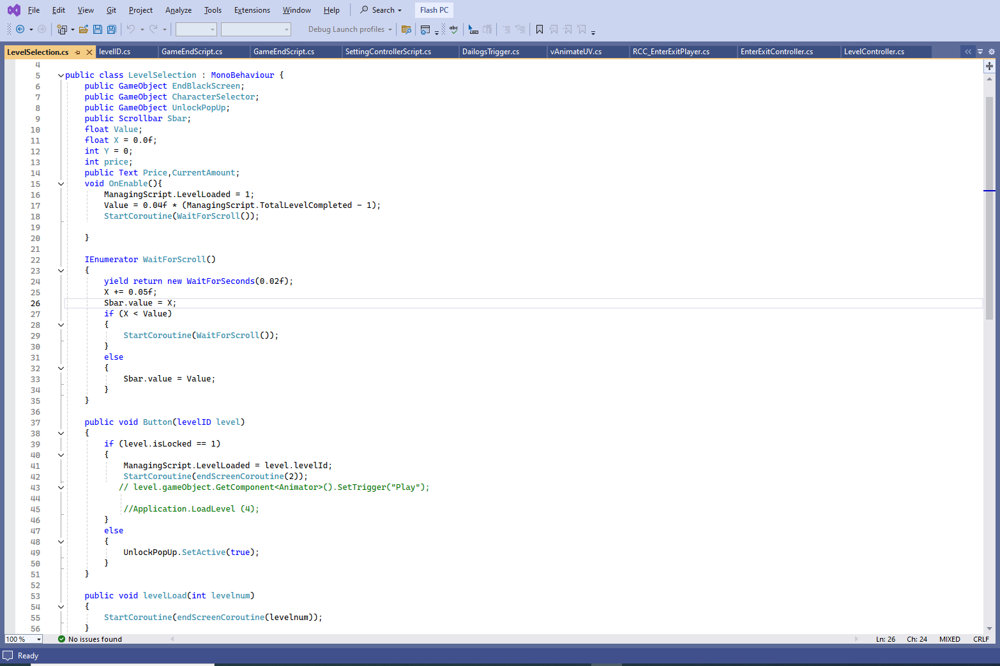 File Edit View Git Project Analyze Tools Extensions Window Help Search Flash PC
Debug Launch profiles abc
LevelSelection.cs levelID.cs GameEndScript.cs GameEndScript.cs SettingControllerScript.cs DailogsTrigger.cs vAnimateUV.cs RCC_EnterExitPlayer.cs EnterExitController.cs LevelController.cs
4
5 public class LevelSelection : MonoBehaviour {
6 public GameObject EndBlackScreen;
7 public GameObject CharacterSelector;
8 public GameObject UnlockPopUp;
9 public Scrollbar Sbar;
10 float Value;
11 float X = 0.0f;
12 int Y = 0;
13 int price;
14 public Text Price,CurrentAmount;
15 void OnEnable(){
16 ManagingScript.LevelLoaded = 1;
17 Value = 0.04f * (ManagingScript.TotalLevelCompleted - 1);
18 StartCoroutine(WaitForScroll());
19
20 }
21
22 IEnumerator WaitForScroll()
23 {
24 yield return new WaitForSeconds(0.02f);
25 X += 0.05f;
26 Sbar.value = X;
27 if (X < Value)
28 {
29 StartCoroutine(WaitForScroll());
30 }
31 else
32 {
33 Sbar.value = Value;
34 }
35 }
36
37 public void Button(levelID level)
38 {
39 if (level.isLocked == 1)
40 {
41 ManagingScript.LevelLoaded = level.levelId;
42 StartCoroutine(endScreenCoroutine(2));
43 // level.gameObject.GetComponent<Animator>().SetTrigger("Play");
44
45 //Application.LoadLevel (4);
46 }
47 else
48 {
49 UnlockPopUp.SetActive(true);
50 }
51 }
52
53 public void levelLoad(int levelnum)
54 {
55 StartCoroutine(endScreenCoroutine(levelnum));
56 }
100 % No issues found Ln: 26 Ch: 24 MIXED CRLF
Ready